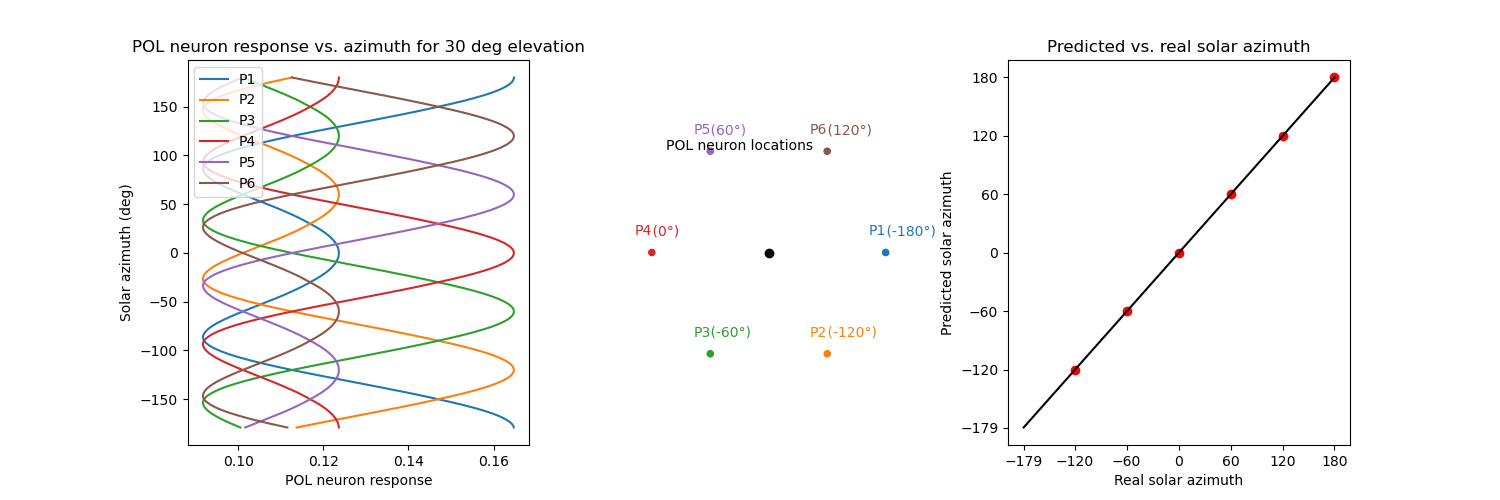 POL neuron response vs. azimuth for 30 deg elevation
P1
P2
P3
P4
P5
P6
150
100
50
0
−50
−100
−150
Solar azimuth (deg)
0.10 0.12 0.14 0.16
POL neuron response
P5(60°) P6(120°)
POL neuron locations
P4(0°) P1(-180°)
P3(-60°) P2(-120°)
Predicted vs. real solar azimuth
180
120
60
0
−60
−120
−179
Predicted solar azimuth
−179 −120 −60 0 60 120 180
Real solar azimuth